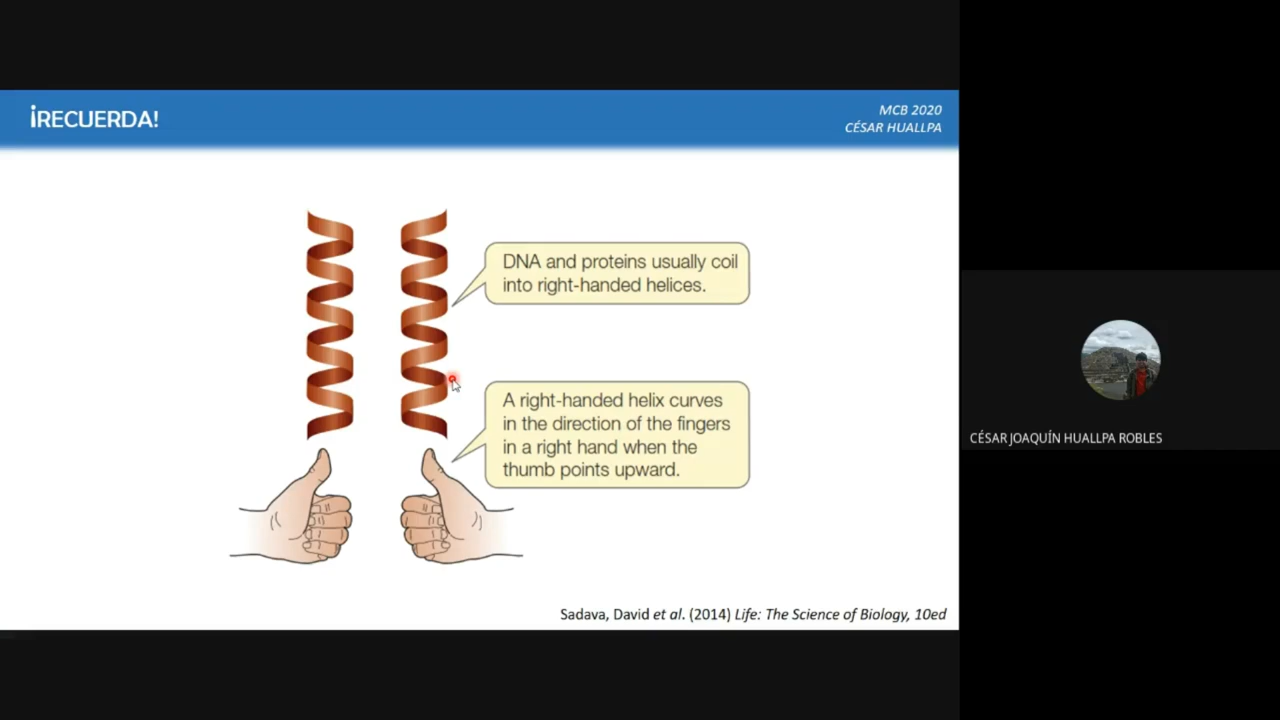 ¡RECUERDA!
MCB 2020
CÉSAR HUALLPA
DNA and proteins usually coil
into right-handed helices.
A right-handed helix curves
in the direction of the fingers
in a right hand when the
thumb points upward.
CÉSAR JOAQUÍN HUALLPA ROBLES
Sadava, David et al. (2014) Life: The Science of Biology, 10ed